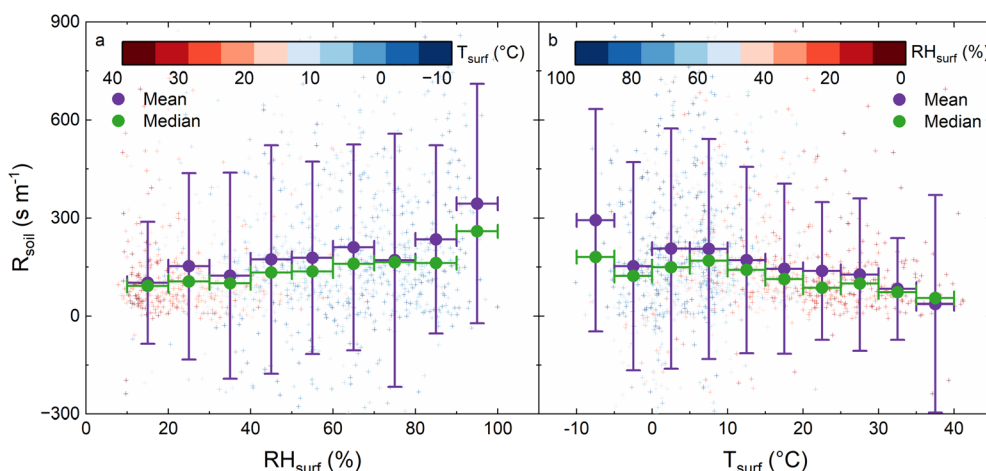 900
600
300
0
−300
R_soil (s m⁻¹)
a
T_surf (°C)
40 30 20 10 0 −10
Mean
Median
0 20 40 60 80 100
RH_surf (%)
b
RH_surf (%)
100 80 60 40 20 0
Mean
Median
-10 0 10 20 30 40
T_surf (°C)